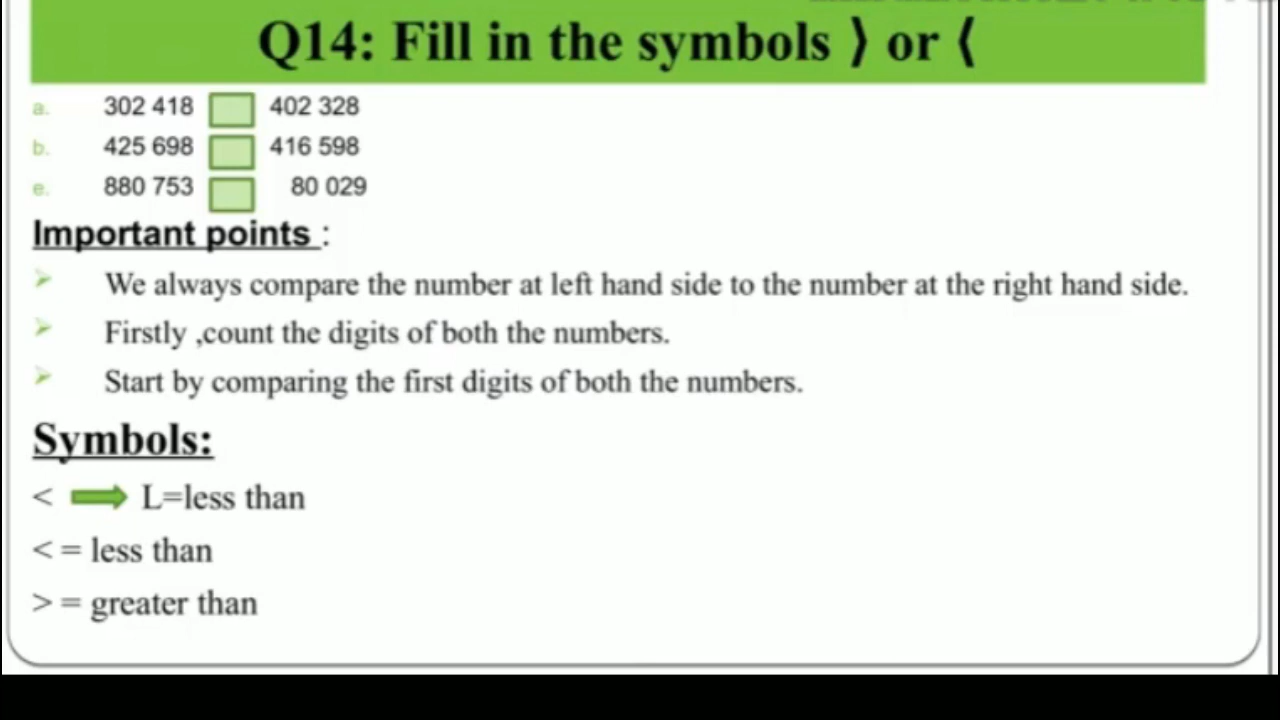 Q14: Fill in the symbols ⟩ or ⟨
a. 302 418 402 328
b. 425 698 416 598
e. 880 753 80 029
Important points :
➢ We always compare the number at left hand side to the number at the right hand side.
➢ Firstly ,count the digits of both the numbers.
➢ Start by comparing the first digits of both the numbers.
Symbols:
< L=less than
< = less than
> = greater than